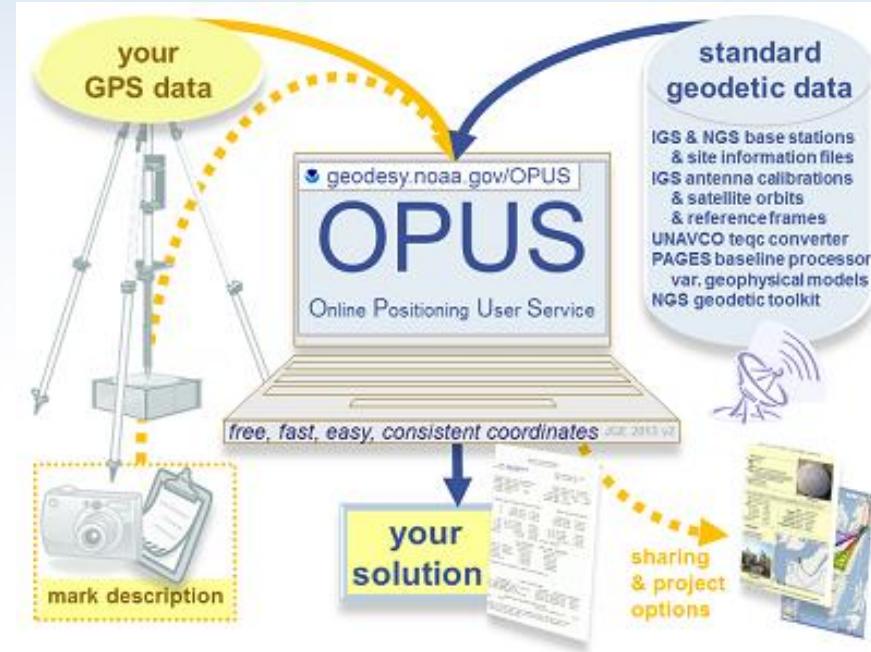 your
GPS data
standard
geodetic data
IGS & NGS base stations
& site information files
IGS antenna calibrations
& satellite orbits
& reference frames
UNAVCO teqc converter
PAGES baseline processor
var. geophysical models
NGS geodetic toolkit
geodesy.noaa.gov/OPUS
OPUS
Online Positioning User Service
free, fast, easy, consistent coordinates JGE 2013 v2
mark description
your
solution
sharing
& project
options